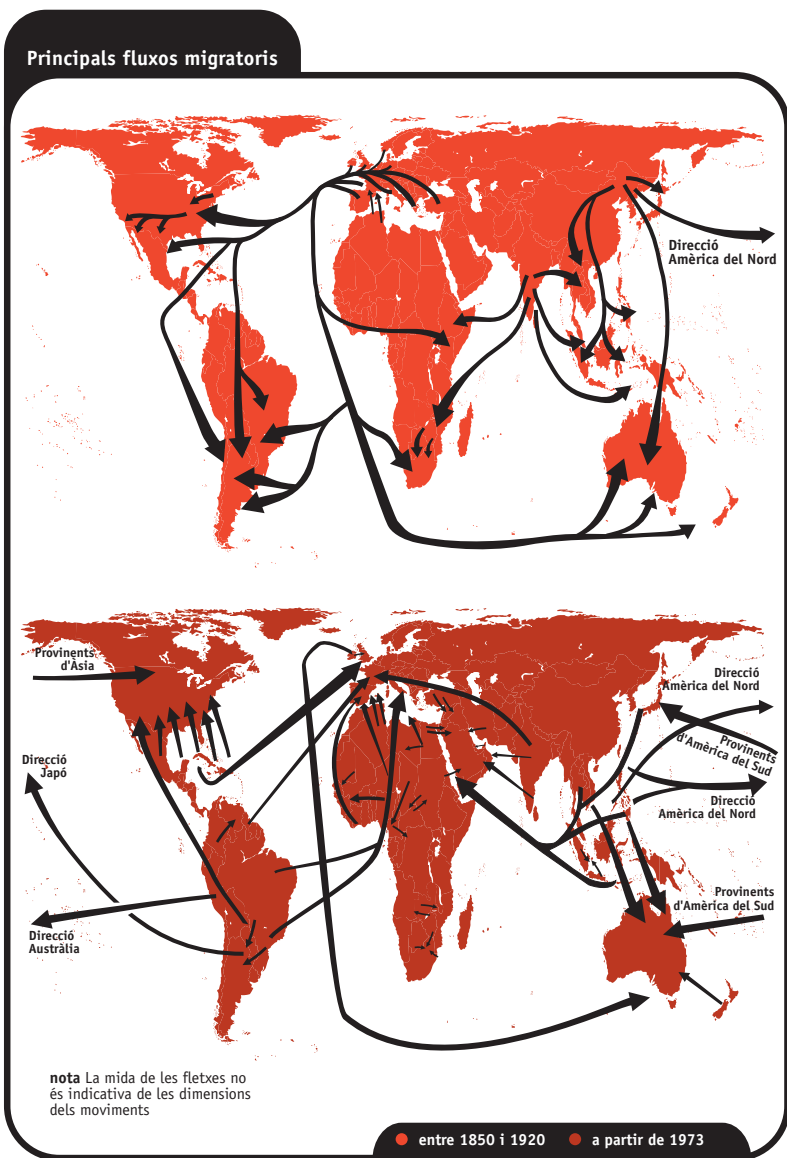 Principals fluxos migratoris
Direcció
Amèrica del Nord
Provinents
d'Àsia
Direcció
Amèrica del Nord
Provinents
d'Amèrica del Sud
Direcció
Japó
Direcció
Amèrica del Nord
Provinents
d'Amèrica del Sud
Direcció
Austràlia
nota La mida de les fletxes no
és indicativa de les dimensions
dels moviments
entre 1850 i 1920
a partir de 1973